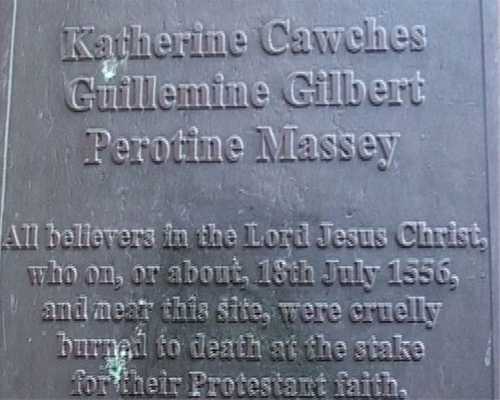 Katherine Cawches
Guillemine Gilbert
Perotine Massey
All believers in the Lord Jesus Christ,
who on, or about, 18th July 1556,
and near this site, were cruelly
burned to death at the stake
for their Protestant faith.